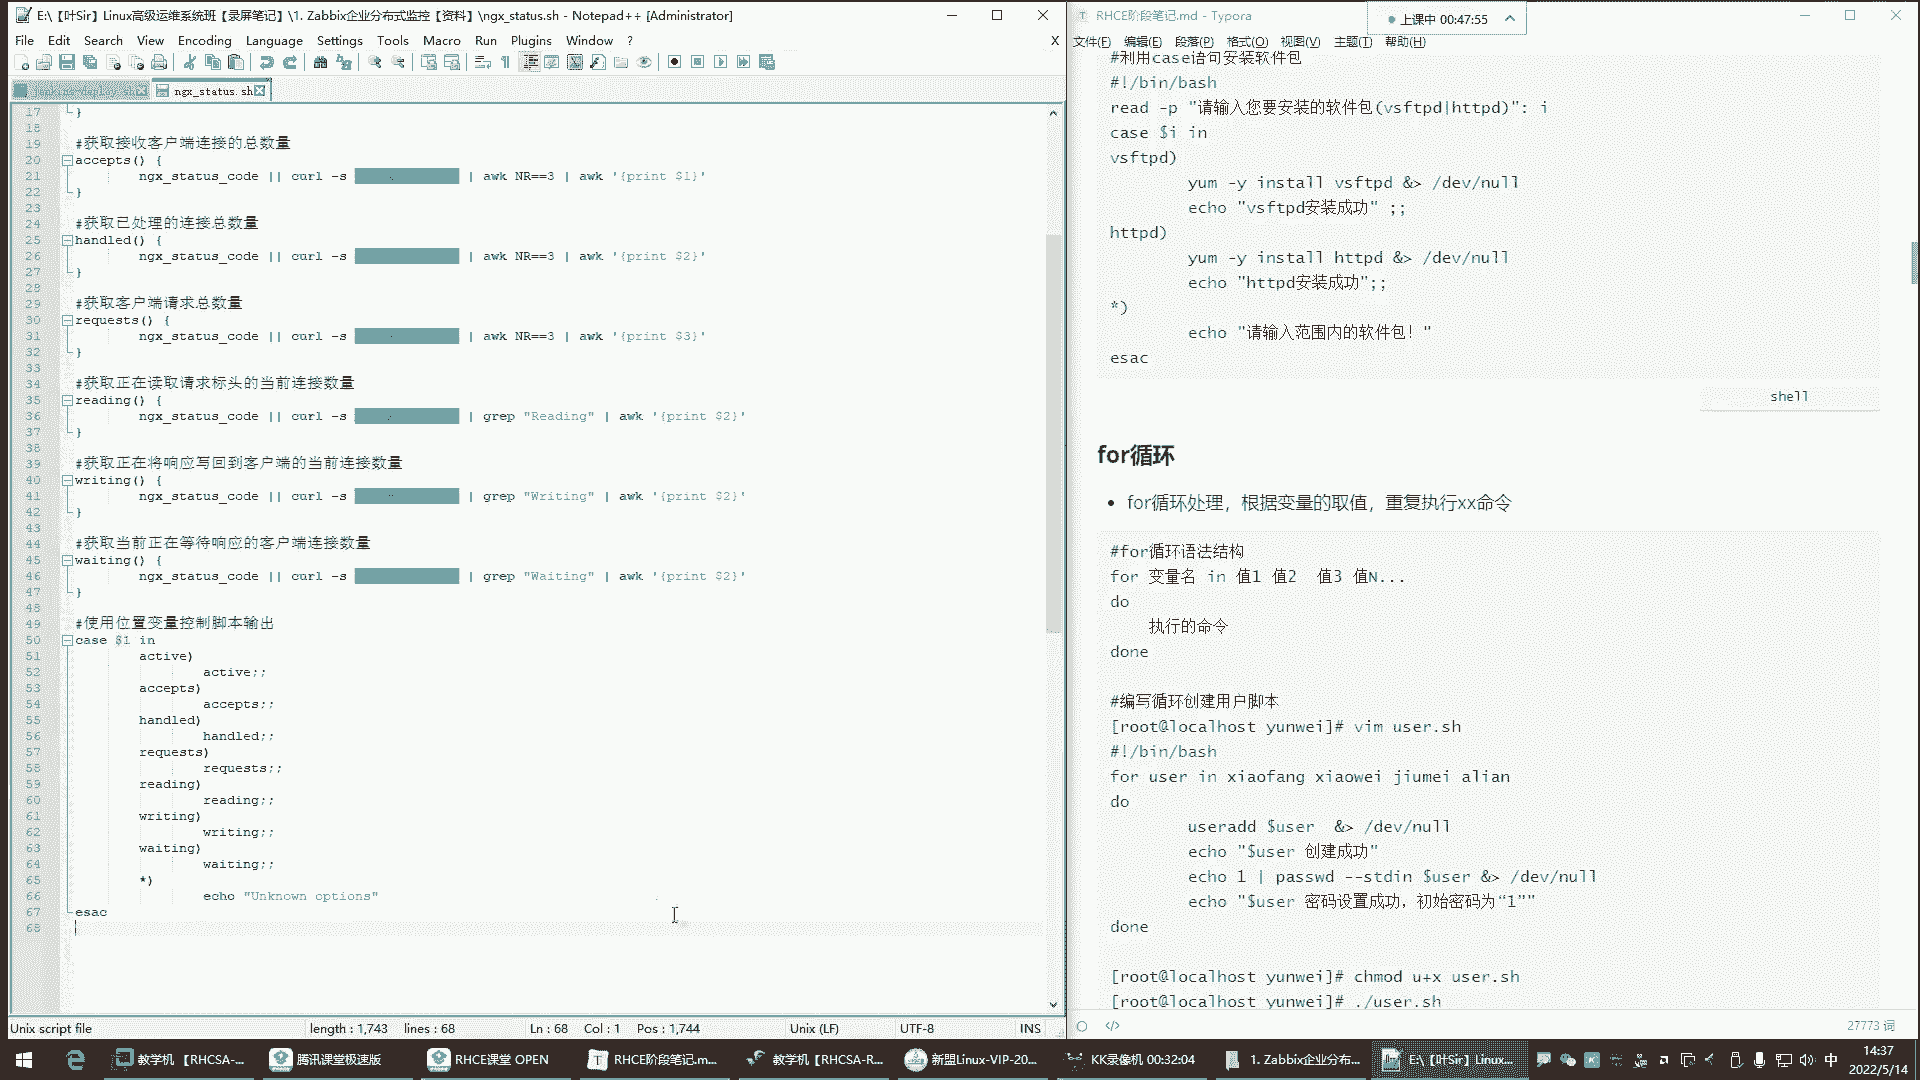 E:\【叶Sir】Linux高级运维系统班【录屏笔记】\1. Zabbix企业分布式监控【资料】\ngx_status.sh - Notepad++ [Administrator]
File Edit Search View Encoding Language Settings Tools Macro Run Plugins Window ? X
jenkins-deploy.sh ngx_status.sh
17 }
18
19 #获取接收客户端连接的总数量
20 accepts() {
21 ngx_status_code || curl -s | awk NR==3 | awk '{print $1}'
22 }
23
24 #获取已处理的连接总数量
25 handled() {
26 ngx_status_code || curl -s | awk NR==3 | awk '{print $2}'
27 }
28
29 #获取客户端请求总数量
30 requests() {
31 ngx_status_code || curl -s | awk NR==3 | awk '{print $3}'
32 }
33
34 #获取正在读取请求标头的当前连接数量
35 reading() {
36 ngx_status_code || curl -s | grep "Reading" | awk '{print $2}'
37 }
38
39 #获取正在将响应写回到客户端的当前连接数量
40 writing() {
41 ngx_status_code || curl -s | grep "Writing" | awk '{print $2}'
42 }
43
44 #获取当前正在等待响应的客户端连接数量
45 waiting() {
46 ngx_status_code || curl -s | grep "Waiting" | awk '{print $2}'
47 }
48
49 #使用位置变量控制脚本输出
50 case $1 in
51 active)
52 active;;
53 accepts)
54 accepts;;
55 handled)
56 handled;;
57 requests)
58 requests;;
59 reading)
60 reading;;
61 writing)
62 writing;;
63 waiting)
64 waiting;;
65 *)
66 echo "Unknown options"
67 esac
68
Unix script file length : 1,743 lines : 68 Ln : 68 Col : 1 Pos : 1,744 Unix (LF) UTF-8 INS
RHCE阶段笔记.md - Typora
上课中 00:47:55
文件(F) 编辑(E) 段落(P) 格式(O) 视图(V) 主题(T) 帮助(H)
#利用case语句安装软件包
#!/bin/bash
read -p "请输入您要安装的软件包(vsftpd|httpd)": i
case $i in
vsftpd)
yum -y install vsftpd &> /dev/null
echo "vsftpd安装成功" ;;
httpd)
yum -y install httpd &> /dev/null
echo "httpd安装成功";;
*)
echo "请输入范围内的软件包！"
esac
shell
for循环
• for循环处理，根据变量的取值，重复执行xx命令
#for循环语法结构
for 变量名 in 值1 值2 值3 值N...
do
执行的命令
done
#编写循环创建用户脚本
[root@localhost yunwei]# vim user.sh
#!/bin/bash
for user in xiaofang xiaowei jiumei alian
do
useradd $user &> /dev/null
echo "$user 创建成功"
echo 1 | passwd --stdin $user &> /dev/null
echo "$user 密码设置成功，初始密码为“1”"
done
[root@localhost yunwei]# chmod u+x user.sh
[root@localhost yunwei]# ./user.sh
</> 27773 词
教学机【RHCSA-... 腾讯课堂极速版 RHCE课堂 OPEN RHCE阶段笔记.m... 教学机【RHCSA-R... 新盟Linux-VIP-20... KK录像机 00:32:04 1. Zabbix企业分布... E:\【叶Sir】Linux... 中 14:37
2022/5/14